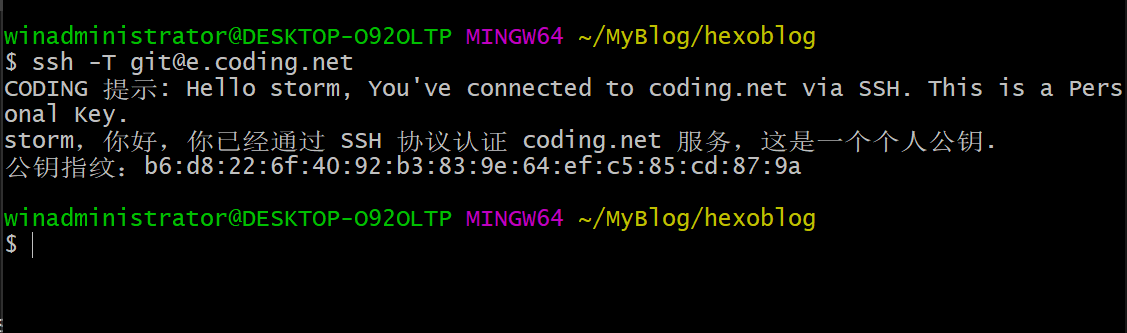 winadministrator@DESKTOP-O92OLTP MINGW64 ~/MyBlog/hexoblog
$ ssh -T git@e.coding.net
CODING 提示: Hello storm, You've connected to coding.net via SSH. This is a Pers
onal Key.
storm, 你好, 你已经通过 SSH 协议认证 coding.net 服务, 这是一个个人公钥.
公钥指纹: b6:d8:22:6f:40:92:b3:83:9e:64:ef:c5:85:cd:87:9a
winadministrator@DESKTOP-O92OLTP MINGW64 ~/MyBlog/hexoblog
$